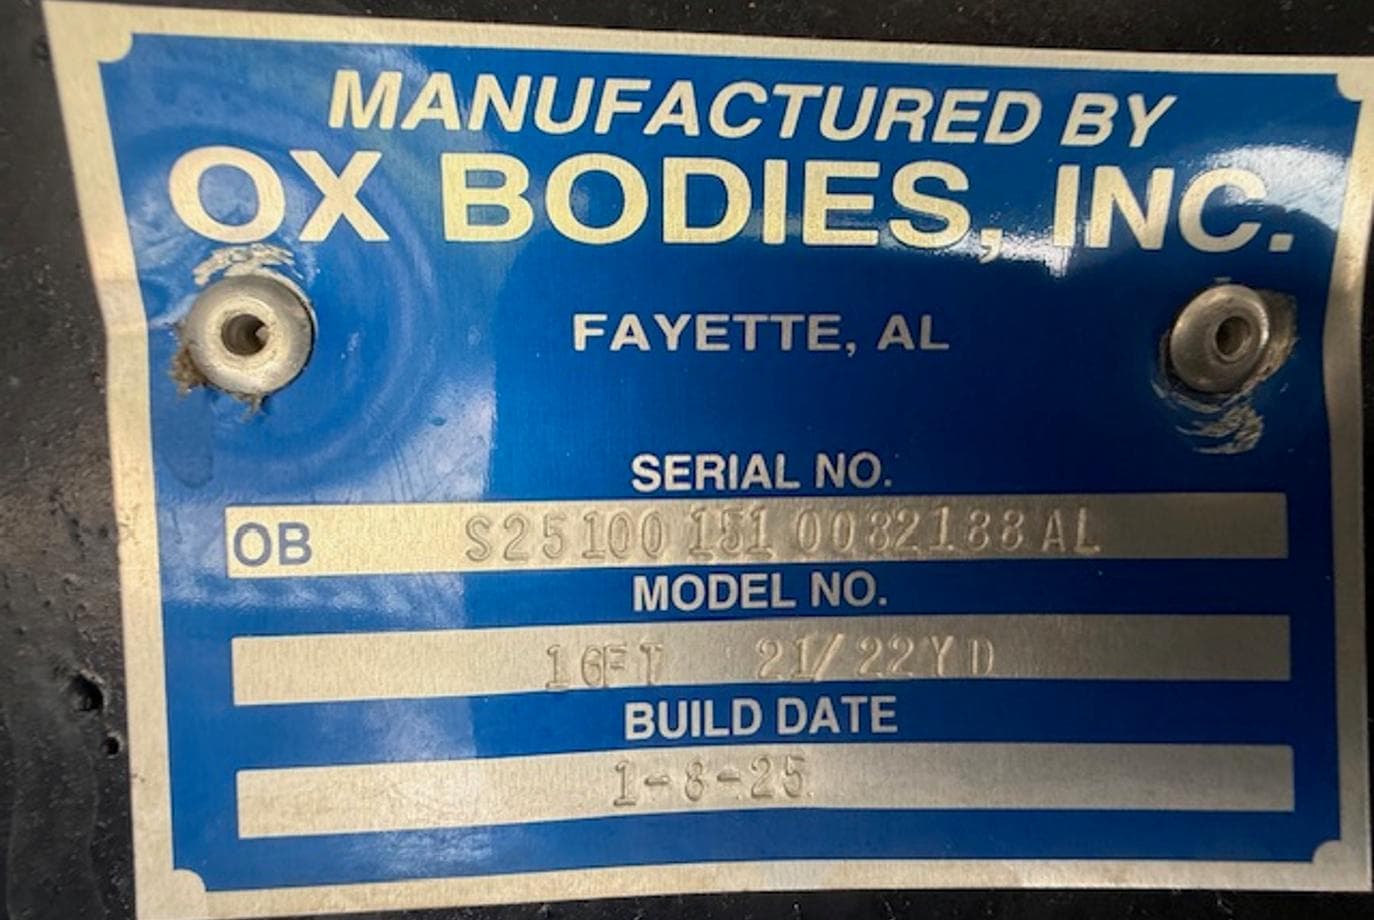 MANUFACTURED BY
OX BODIES, INC.
FAYETTE, AL
SERIAL NO.
OB S25100 151 0082188 AL
MODEL NO.
16FT 21/22YD
BUILD DATE
1-8-25